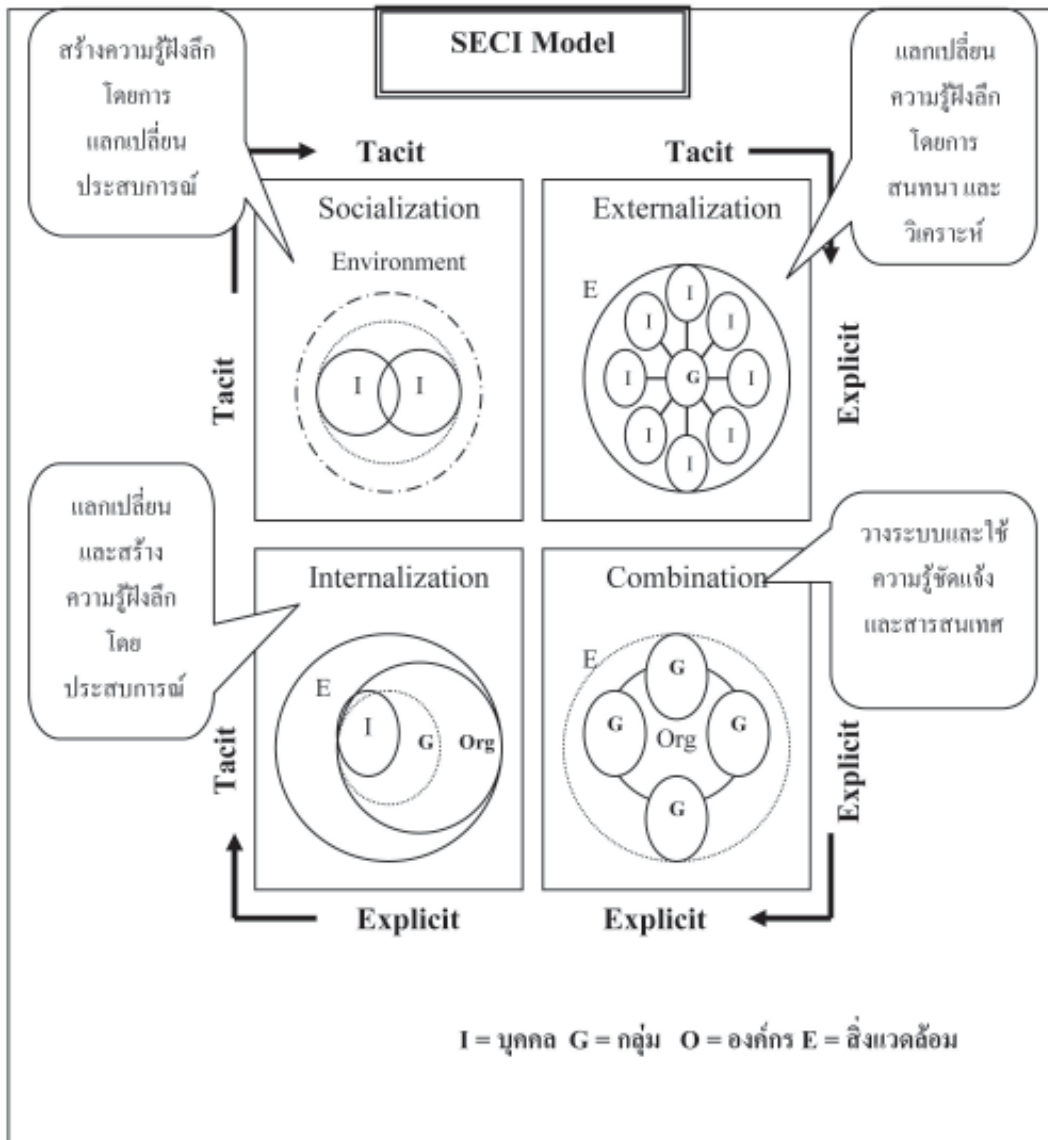 SECI Model
สร้างความรู้ฝังลึก
โดยการ
แลกเปลี่ยน
ประสบการณ์
แลกเปลี่ยน
ความรู้ฝังลึก
โดยการ
สนทนา และ
วิเคราะห์
Tacit
Tacit
Tacit
Socialization
Environment
I I
Externalization
E
I
I
I
I
G
I
I
I
I
Explicit
แลกเปลี่ยน
และสร้าง
ความรู้ฝังลึก
โดย
ประสบการณ์
Internalization
E
I
G
Org
Tacit
Combination
E
G
G
Org
G
G
Explicit
วางระบบและใช้
ความรู้ชัดแจ้ง
และสารสนเทศ
Explicit
Explicit
I = บุคคล G = กลุ่ม O = องค์กร E = สิ่งแวดล้อม